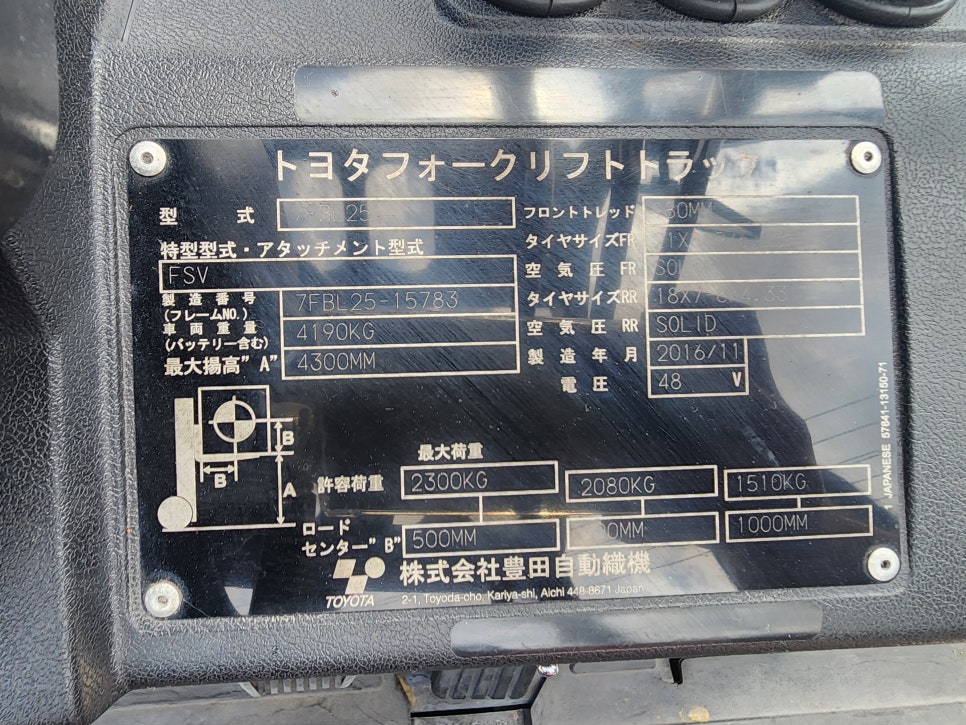 トヨタフォークリフトトラック
型式 7FBL25
特型型式・アタッチメント型式
FSV
製造番号 (フレームNO.) 7FBL25-15783
車両重量 (バッテリー含む) 4190KG
最大揚高"A" 4300MM
フロントトレッド
タイヤサイズFR
空気圧 FR
タイヤサイズRR
空気圧 RR SOLID
製造年月 2016/11
電圧 48 V
B
B
A
最大荷重
許容荷重 2300KG 2080KG 1510KG
ロードセンター"B" 500MM 1000MM
TOYOTA 株式会社豊田自動織機
2-1, Toyoda-cho, Kariya-shi, Aichi 448-8671 Japan
JAPANESE 57641-13150-71